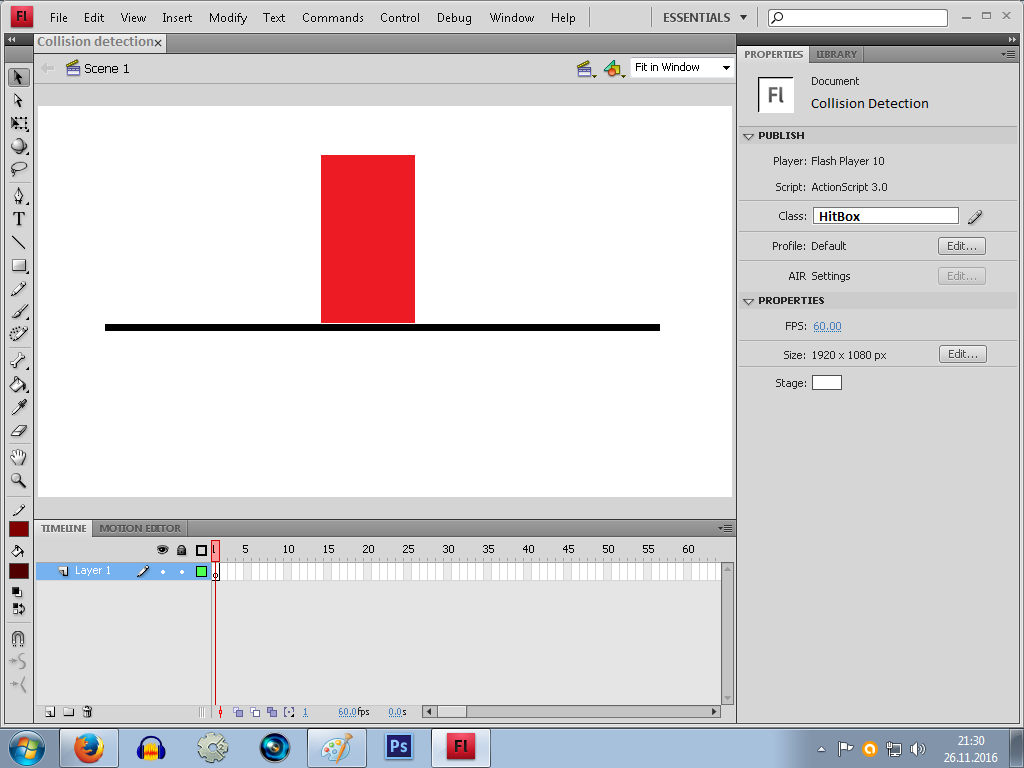 Fl File Edit View Insert Modify Text Commands Control Debug Window Help ESSENTIALS
Collision detection×
Scene 1
Fit in Window
PROPERTIES LIBRARY
Fl
Document
Collision Detection
PUBLISH
Player: Flash Player 10
Script: ActionScript 3.0
Class: HitBox
Profile: Default Edit...
AIR Settings Edit...
PROPERTIES
FPS: 60.00
Size: 1920 x 1080 px Edit...
Stage:
T
TIMELINE MOTION EDITOR
1 5 10 15 20 25 30 35 40 45 50 55 60
Layer 1
1 60.0fps 0.0s
Ps Fl
21:30
26.11.2016